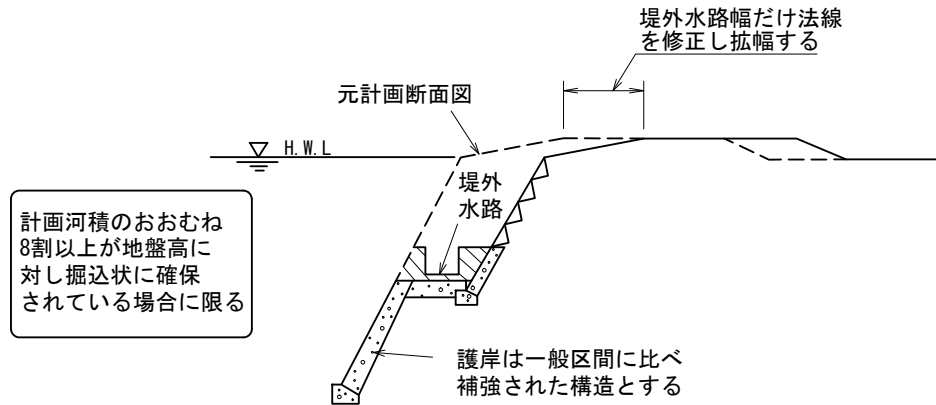 堤外水路幅だけ法線
を修正し拡幅する
元計画断面図
H.W.L
堤外
水路
計画河積のおおむね
8割以上が地盤高に
対し掘込状に確保
されている場合に限る
護岸は一般区間に比べ
補強された構造とする